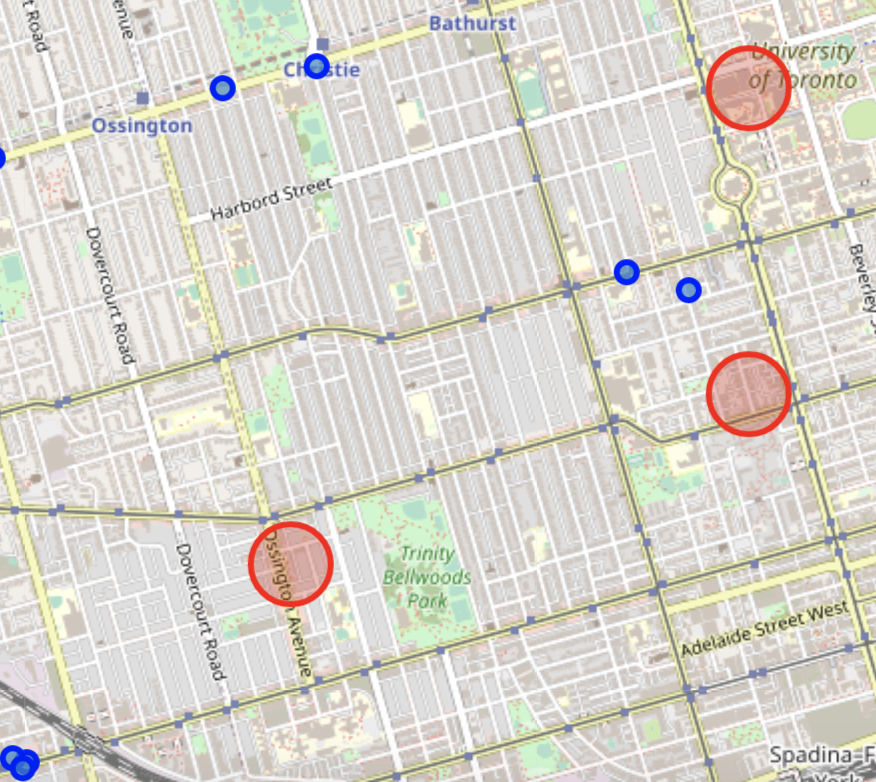 Bathurst
University
of Toronto
Christie
Ossington
Harbord Street
Dovercourt Road
Trinity
Bellwoods
Park
Ossington Avenue
Dovercourt Road
Adelaide Street West
Beverley
Road
Spadina-F